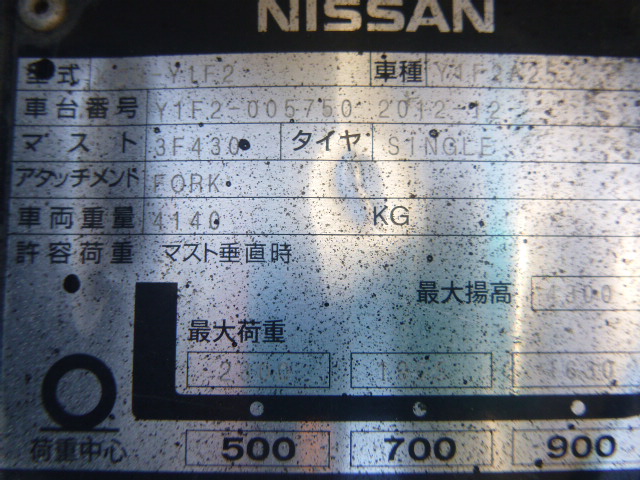 NISSAN
型式 Y1F2 車種
車台番号 Y1F2-005750 2012-12
マスト 3F430 タイヤ SINGLE
アタッチメント FORK
車両重量 4140 KG
許容荷重 マスト垂直時
最大揚高
最大荷重
荷重中心 500 700 900